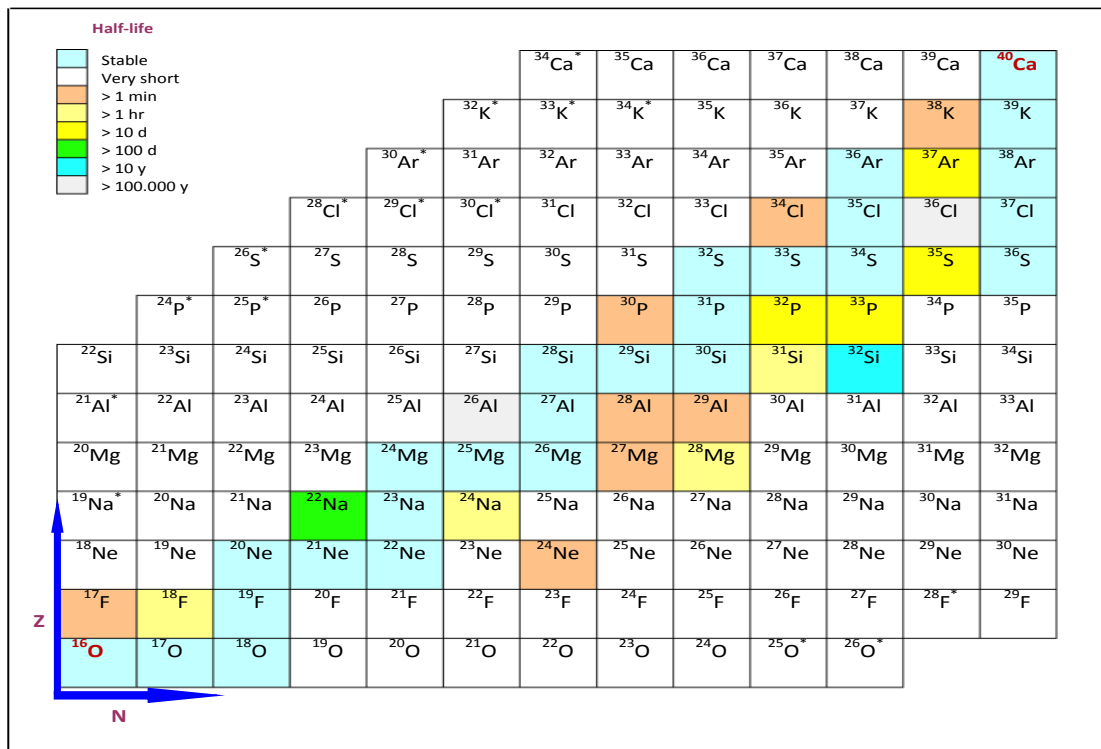 Half-life
Stable
Very short
> 1 min
> 1 hr
> 10 d
> 100 d
> 10 y
> 100.000 y
³⁴Ca* ³⁵Ca ³⁶Ca ³⁷Ca ³⁸Ca ³⁹Ca ⁴⁰Ca
³²K* ³³K* ³⁴K* ³⁵K ³⁶K ³⁷K ³⁸K ³⁹K
³⁰Ar* ³¹Ar ³²Ar ³³Ar ³⁴Ar ³⁵Ar ³⁶Ar ³⁷Ar ³⁸Ar
²⁸Cl* ²⁹Cl* ³⁰Cl* ³¹Cl ³²Cl ³³Cl ³⁴Cl ³⁵Cl ³⁶Cl ³⁷Cl
²⁶S* ²⁷S ²⁸S ²⁹S ³⁰S ³¹S ³²S ³³S ³⁴S ³⁵S ³⁶S
²⁴P* ²⁵P* ²⁶P ²⁷P ²⁸P ²⁹P ³⁰P ³¹P ³²P ³³P ³⁴P ³⁵P
²²Si ²³Si ²⁴Si ²⁵Si ²⁶Si ²⁷Si ²⁸Si ²⁹Si ³⁰Si ³¹Si ³²Si ³³Si ³⁴Si
²¹Al* ²²Al ²³Al ²⁴Al ²⁵Al ²⁶Al ²⁷Al ²⁸Al ²⁹Al ³⁰Al ³¹Al ³²Al ³³Al
²⁰Mg ²¹Mg ²²Mg ²³Mg ²⁴Mg ²⁵Mg ²⁶Mg ²⁷Mg ²⁸Mg ²⁹Mg ³⁰Mg ³¹Mg ³²Mg
¹⁹Na* ²⁰Na ²¹Na ²²Na ²³Na ²⁴Na ²⁵Na ²⁶Na ²⁷Na ²⁸Na ²⁹Na ³⁰Na ³¹Na
¹⁸Ne ¹⁹Ne ²⁰Ne ²¹Ne ²²Ne ²³Ne ²⁴Ne ²⁵Ne ²⁶Ne ²⁷Ne ²⁸Ne ²⁹Ne ³⁰Ne
¹⁷F ¹⁸F ¹⁹F ²⁰F ²¹F ²²F ²³F ²⁴F ²⁵F ²⁶F ²⁷F ²⁸F* ²⁹F
Z
¹⁶O ¹⁷O ¹⁸O ¹⁹O ²⁰O ²¹O ²²O ²³O ²⁴O ²⁵O* ²⁶O*
N